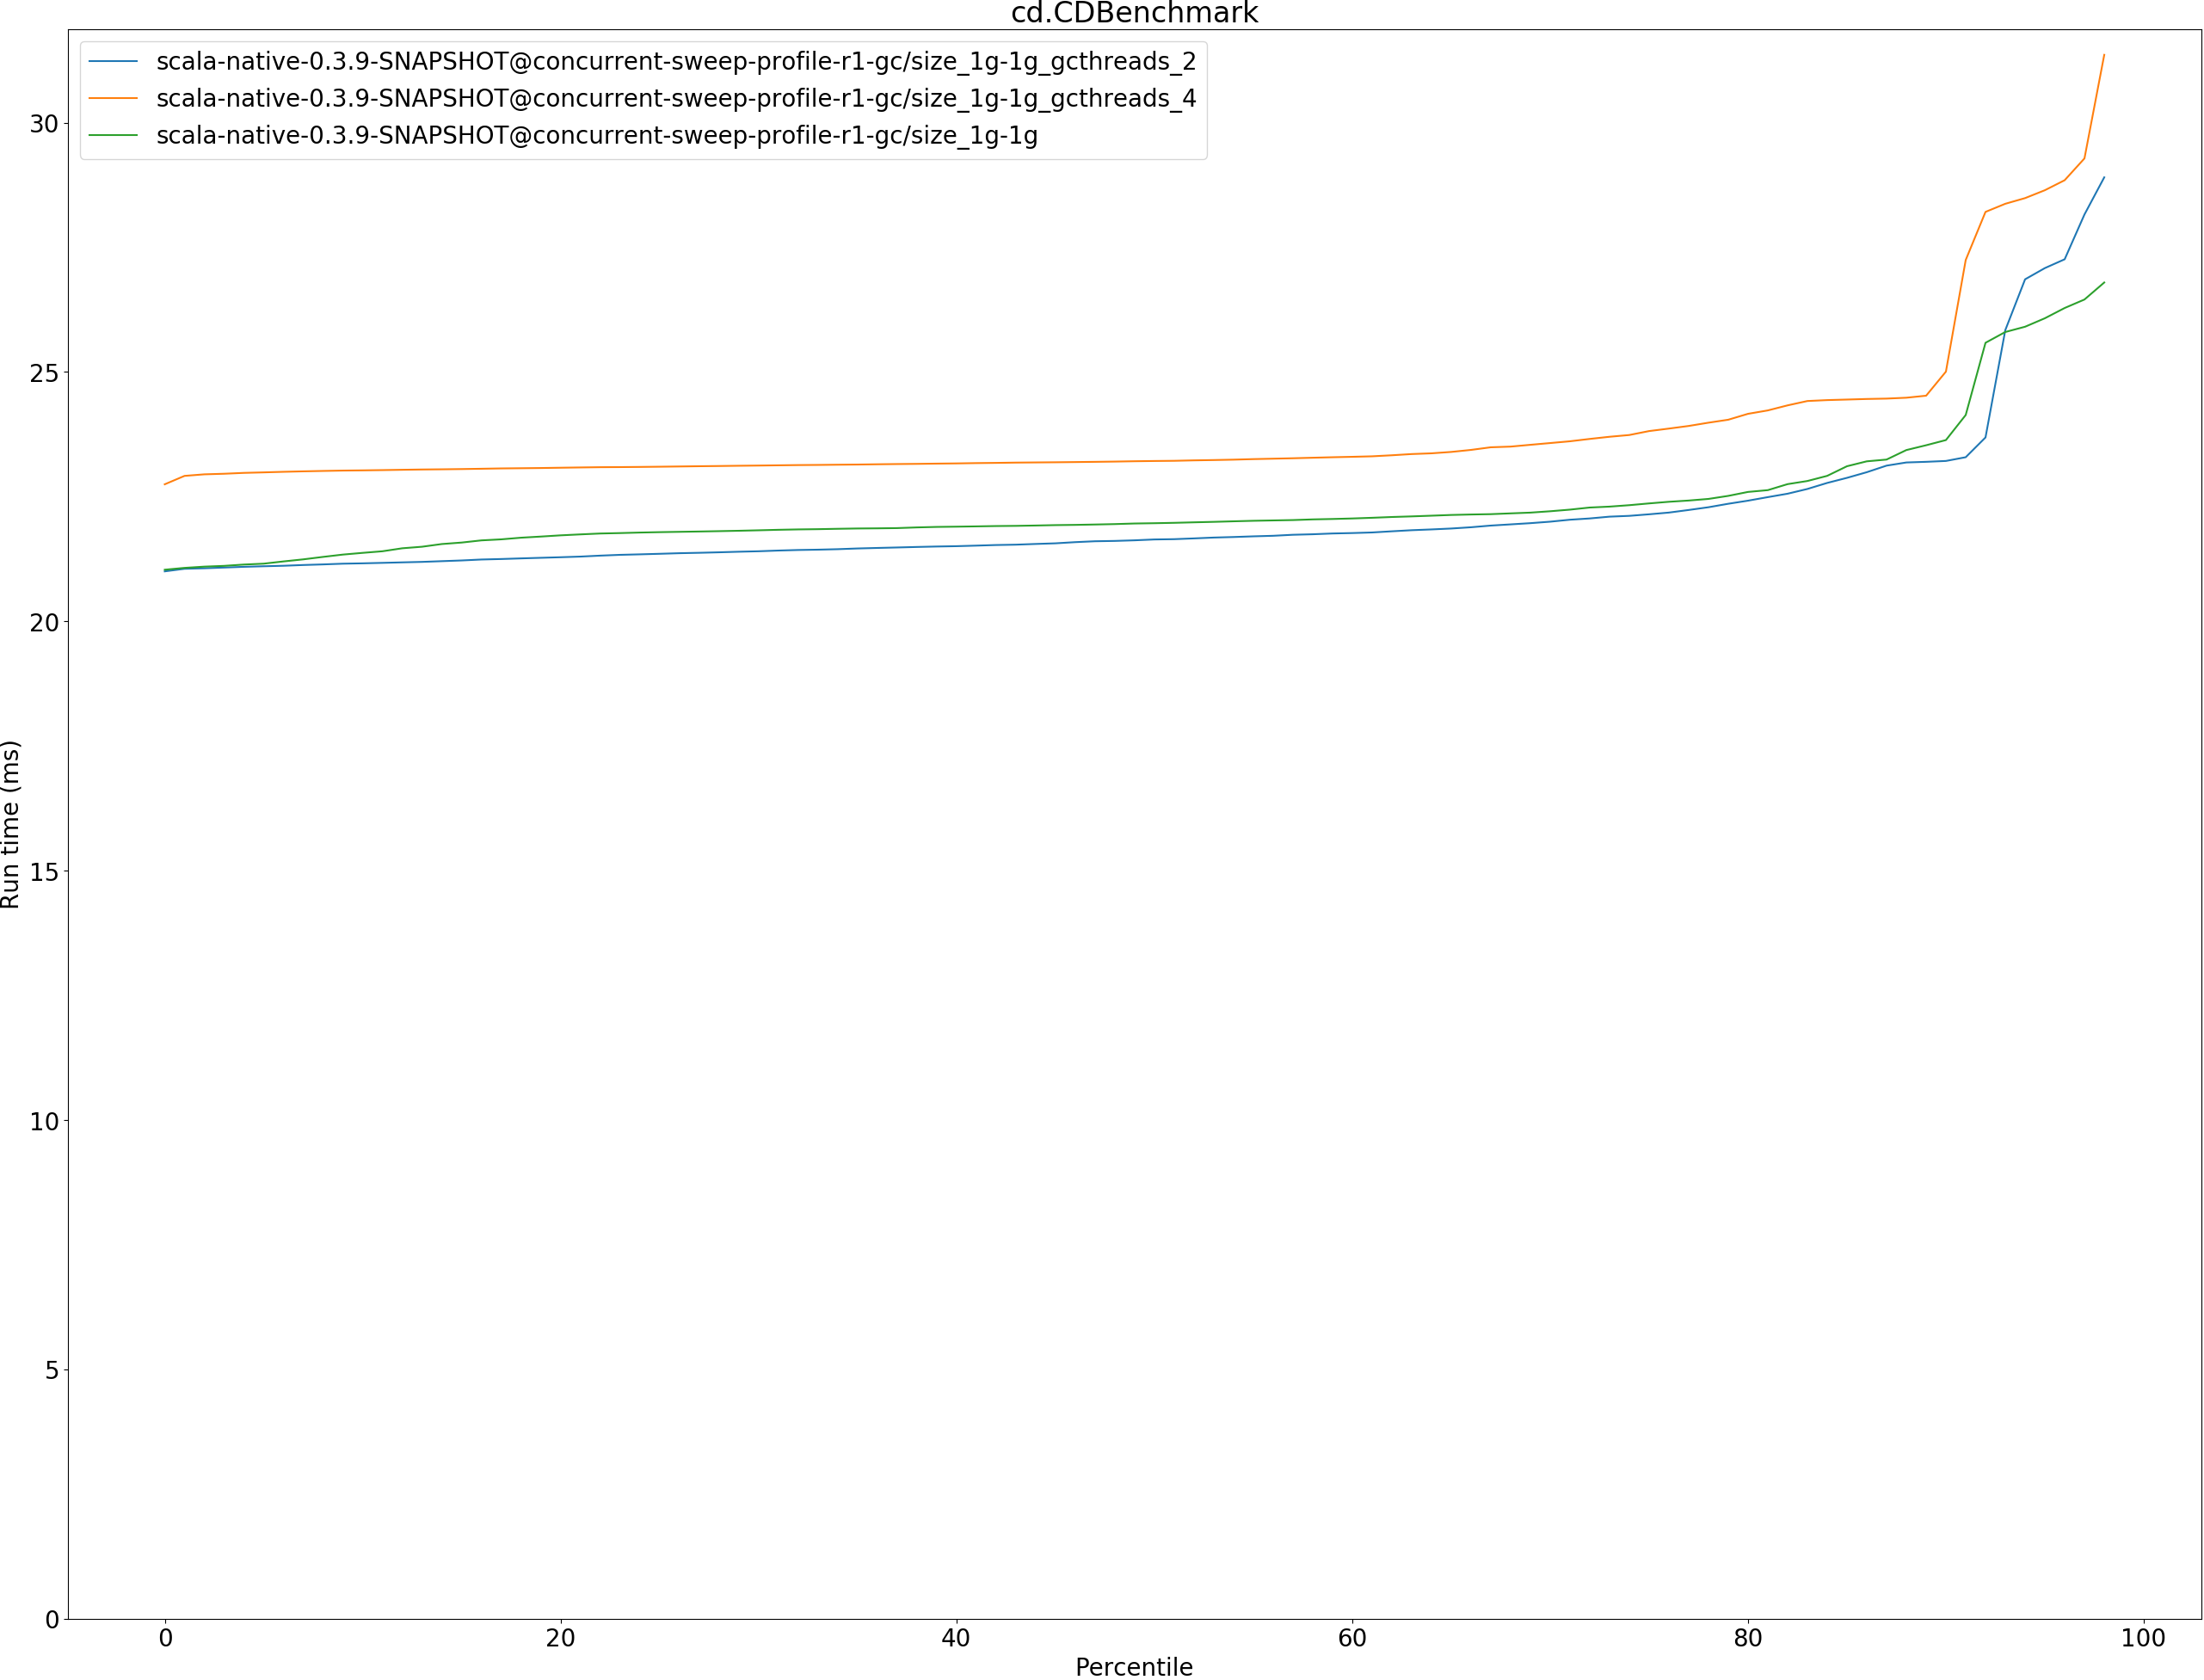 cd.CDBenchmark
scala-native-0.3.9-SNAPSHOT@concurrent-sweep-profile-r1-gc/size_1g-1g_gcthreads_2
scala-native-0.3.9-SNAPSHOT@concurrent-sweep-profile-r1-gc/size_1g-1g_gcthreads_4
scala-native-0.3.9-SNAPSHOT@concurrent-sweep-profile-r1-gc/size_1g-1g
30
25
20
15
10
5
0
Run time (ms)
0 20 40 60 80 100
Percentile